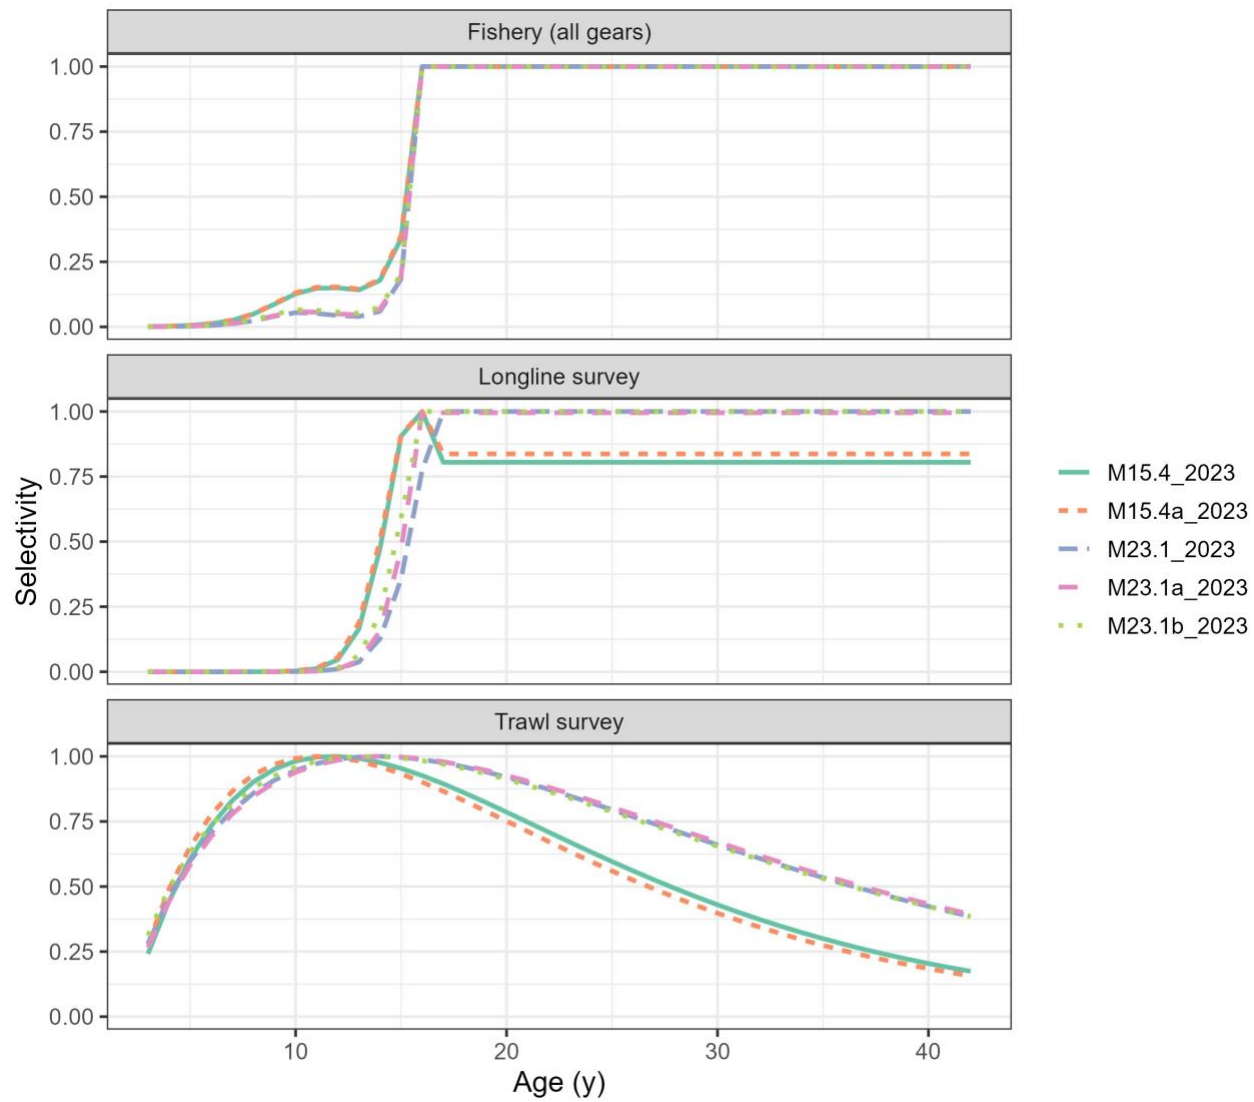 Fishery (all gears)
1.00
0.75
0.50
0.25
0.00
Longline survey
1.00
0.75
0.50
0.25
0.00
Trawl survey
1.00
0.75
0.50
0.25
0.00
10 20 30 40
Age (y)
Selectivity
M15.4_2023
M15.4a_2023
M23.1_2023
M23.1a_2023
M23.1b_2023